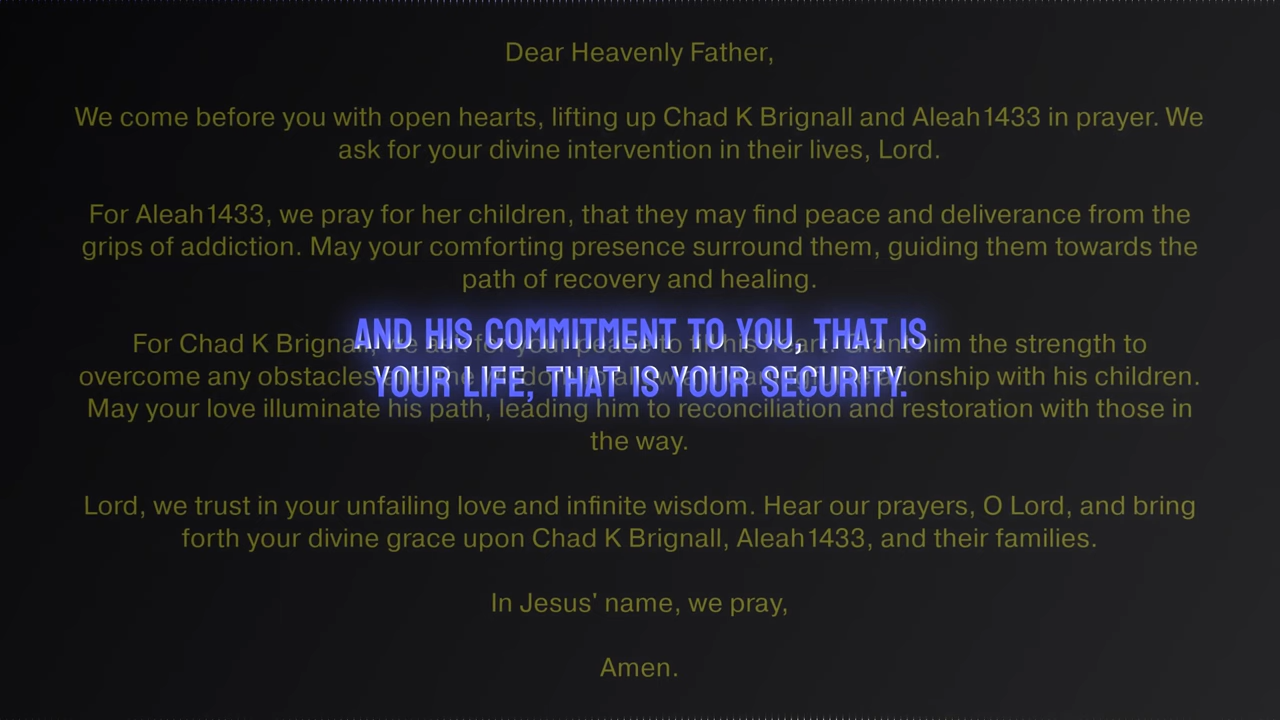 Dear Heavenly Father,
We come before you with open hearts, lifting up Chad K Brignall and Aleah1433 in prayer. We
ask for your divine intervention in their lives, Lord.
For Aleah1433, we pray for her children, that they may find peace and deliverance from the
grips of addiction. May your comforting presence surround them, guiding them towards the
path of recovery and healing.
AND HIS COMMITMENT TO YOU, THAT IS
For Chad K Brignall, we ask for your peace to fill his heart. Grant him the strength to
YOUR LIFE, THAT IS YOUR SECURITY.
overcome any obstacles relationship with his children.
May your love illuminate his path, leading him to reconciliation and restoration with those in
the way.
Lord, we trust in your unfailing love and infinite wisdom. Hear our prayers, O Lord, and bring
forth your divine grace upon Chad K Brignall, Aleah1433, and their families.
In Jesus' name, we pray,
Amen.